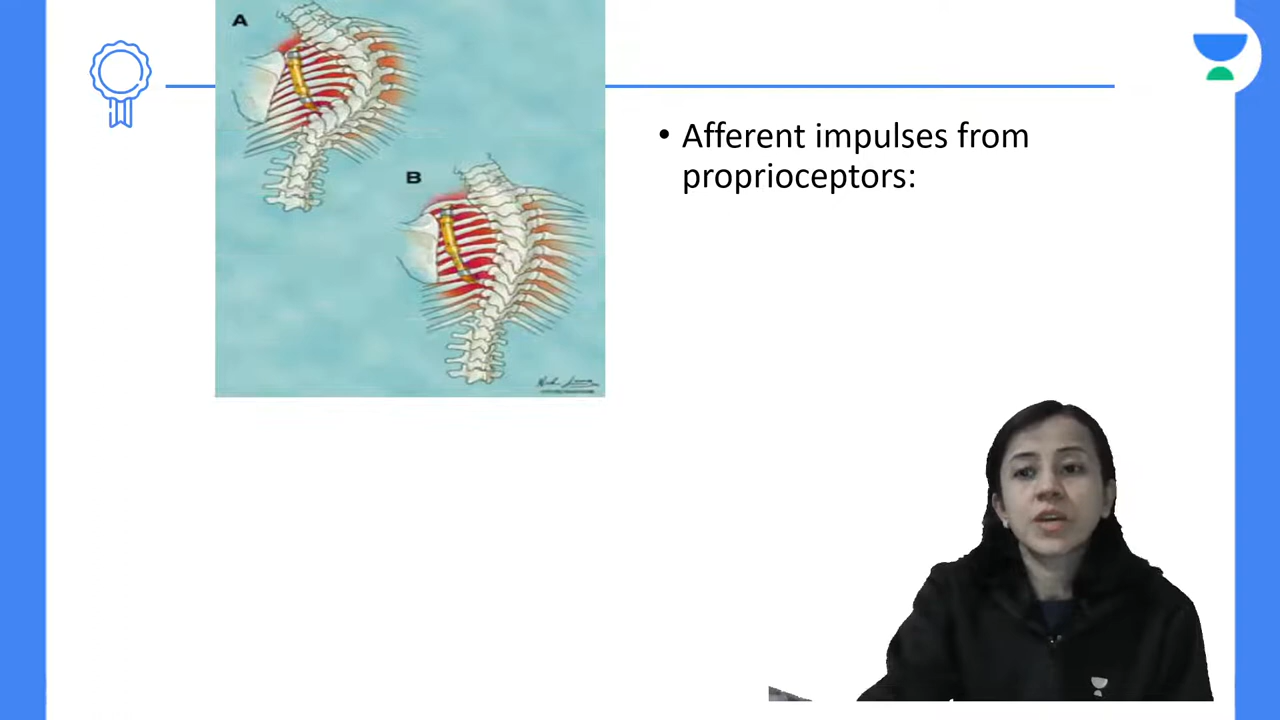 A
B
• Afferent impulses from
proprioceptors: